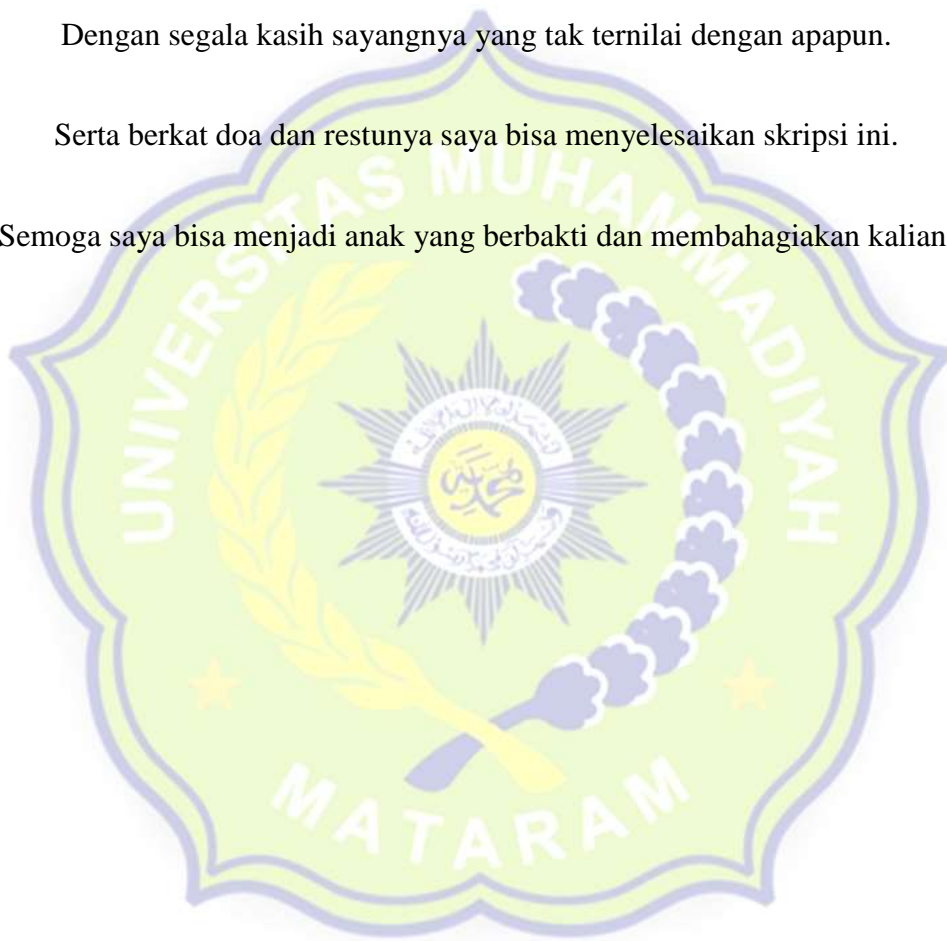 Dengan segala kasih sayangnya yang tak ternilai dengan apapun.
Serta berkat doa dan restunya saya bisa menyelesaikan skripsi ini.
Semoga saya bisa menjadi anak yang berbakti dan membahagiakan kalian
UNIVERSITAS MUHAMMADIYAH
محمدية
MATARAM